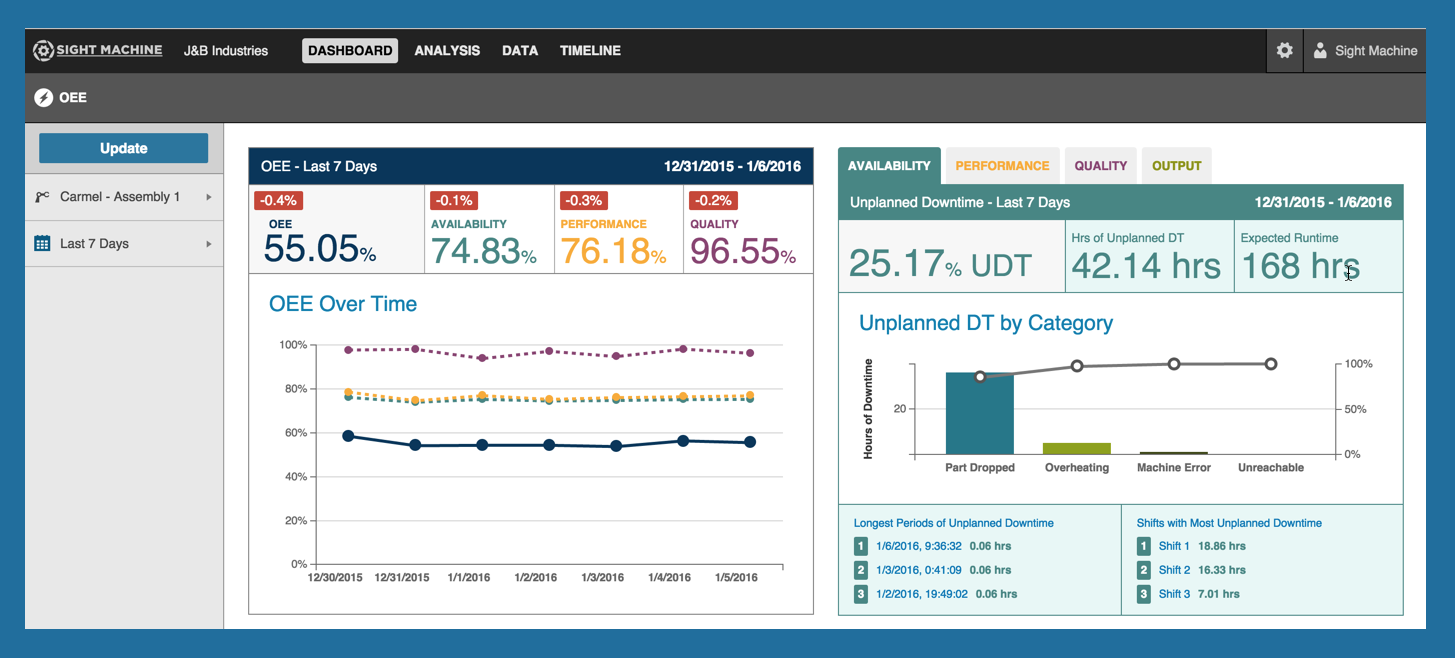 SIGHT MACHINE J&B Industries DASHBOARD ANALYSIS DATA TIMELINE Sight Machine
OEE
Update
Carmel - Assembly 1
Last 7 Days
OEE - Last 7 Days 12/31/2015 - 1/6/2016
-0.4% -0.1% -0.3% -0.2%
OEE AVAILABILITY PERFORMANCE QUALITY
55.05% 74.83% 76.18% 96.55%
OEE Over Time
100%
80%
60%
40%
20%
0%
12/30/2015 12/31/2015 1/1/2016 1/2/2016 1/3/2016 1/4/2016 1/5/2016
AVAILABILITY PERFORMANCE QUALITY OUTPUT
Unplanned Downtime - Last 7 Days 12/31/2015 - 1/6/2016
Hrs of Unplanned DT Expected Runtime
25.17% UDT 42.14 hrs 168 hrs
Unplanned DT by Category
Hours of Downtime
20
100%
50%
0%
Part Dropped Overheating Machine Error Unreachable
Longest Periods of Unplanned Downtime
1 1/6/2016, 9:36:32 0.06 hrs
2 1/3/2016, 0:41:09 0.06 hrs
3 1/2/2016, 19:49:02 0.06 hrs
Shifts with Most Unplanned Downtime
1 Shift 1 18.86 hrs
2 Shift 2 16.33 hrs
3 Shift 3 7.01 hrs